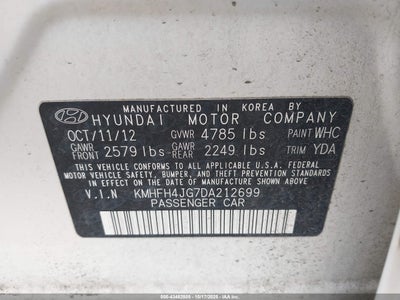 MANUFACTURED IN KOREA BY
HYUNDAI MOTOR COMPANY
OCT/11/12 GVWR 4785 lbs PAINT WHC
GAWR FRONT 2579 lbs GAWR REAR 2249 lbs TRIM YDA
THIS VEHICLE CONFORMS TO ALL APPLICABLE U.S.A. FEDERAL
MOTOR VEHICLE SAFETY, BUMPER, AND THEFT PREVENTION
STANDARDS IN EFFECT ON THE DATE OF MANUFACTURE SHOWN ABOVE.
V.I.N KMHFH4JG7DA212699
PASSENGER CAR